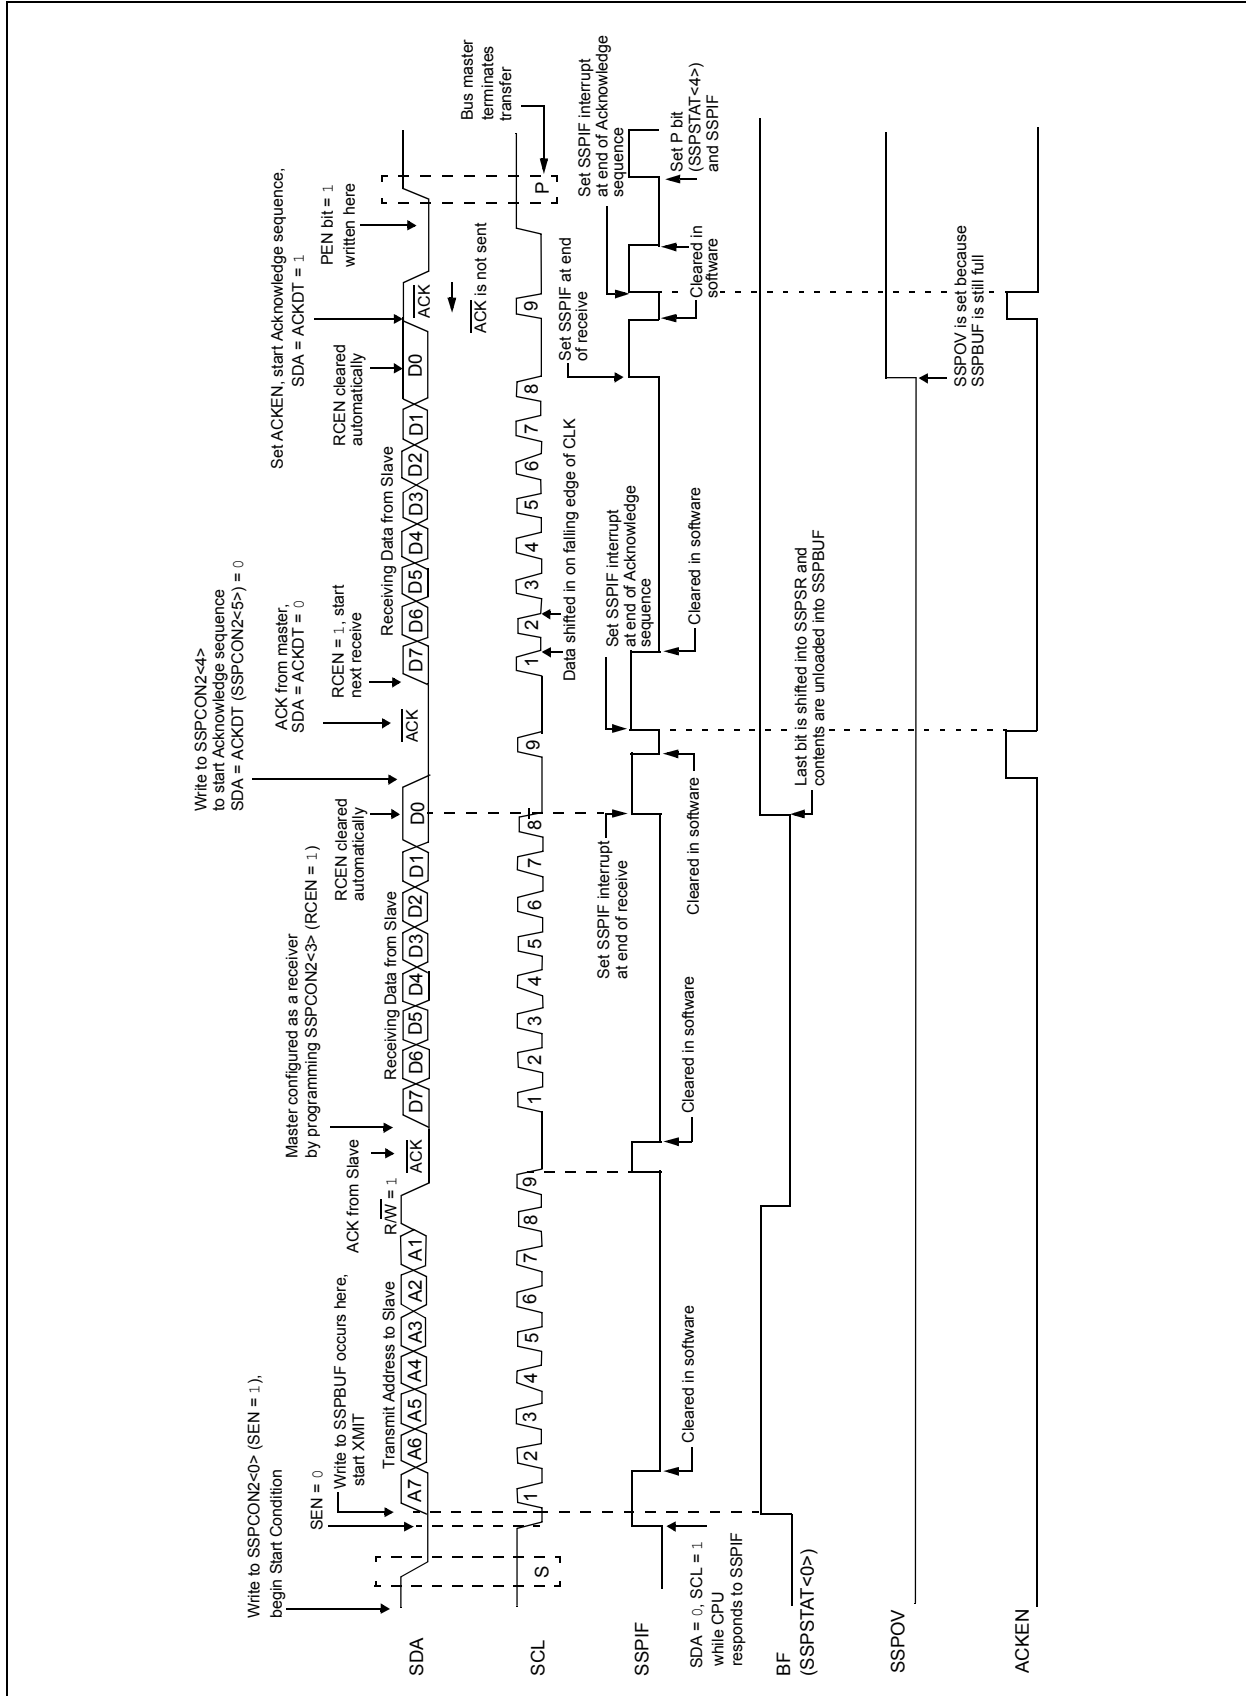 Write to SSPCON2<0> (SEN = 1),
begin Start Condition
SEN = 0
Write to SSPBUF occurs here,
start XMIT
ACK from Slave
Master configured as a receiver
by programming SSPCON2<3> (RCEN = 1)
RCEN cleared
automatically
Write to SSPCON2<4>
to start Acknowledge sequence
SDA = ACKDT (SSPCON2<5>) = 0
ACK from master,
SDA = ACKDT = 0
RCEN = 1, start
next receive
RCEN cleared
automatically
Set ACKEN, start Acknowledge sequence,
SDA = ACKDT = 1
PEN bit = 1
written here
Transmit Address to Slave
R/W = 1
Receiving Data from Slave
Receiving Data from Slave
SDA
A7 A6 A5 A4 A3 A2 A1 ACK D7 D6 D5 D4 D3 D2 D1 D0 ACK D7 D6 D5 D4 D3 D2 D1 D0 ACK
ACK is not sent
Bus master
terminates
transfer
SCL
S 1 2 3 4 5 6 7 8 9 1 2 3 4 5 6 7 8 9 1 2 3 4 5 6 7 8 9 P
Data shifted in on falling edge of CLK
Set SSPIF interrupt
at end of receive
Set SSPIF interrupt
at end of Acknowledge
sequence
Set SSPIF at end
of receive
Set SSPIF interrupt
at end of Acknowledge
sequence
SSPIF
SDA = 0, SCL = 1
while CPU
responds to SSPIF
Cleared in software
Cleared in software
Cleared in software
Cleared in software
Cleared in
software
Set P bit
(SSPSTAT<4>)
and SSPIF
BF
(SSPSTAT<0>)
Last bit is shifted into SSPSR and
contents are unloaded into SSPBUF
SSPOV
SSPOV is set because
SSPBUF is still full
ACKEN